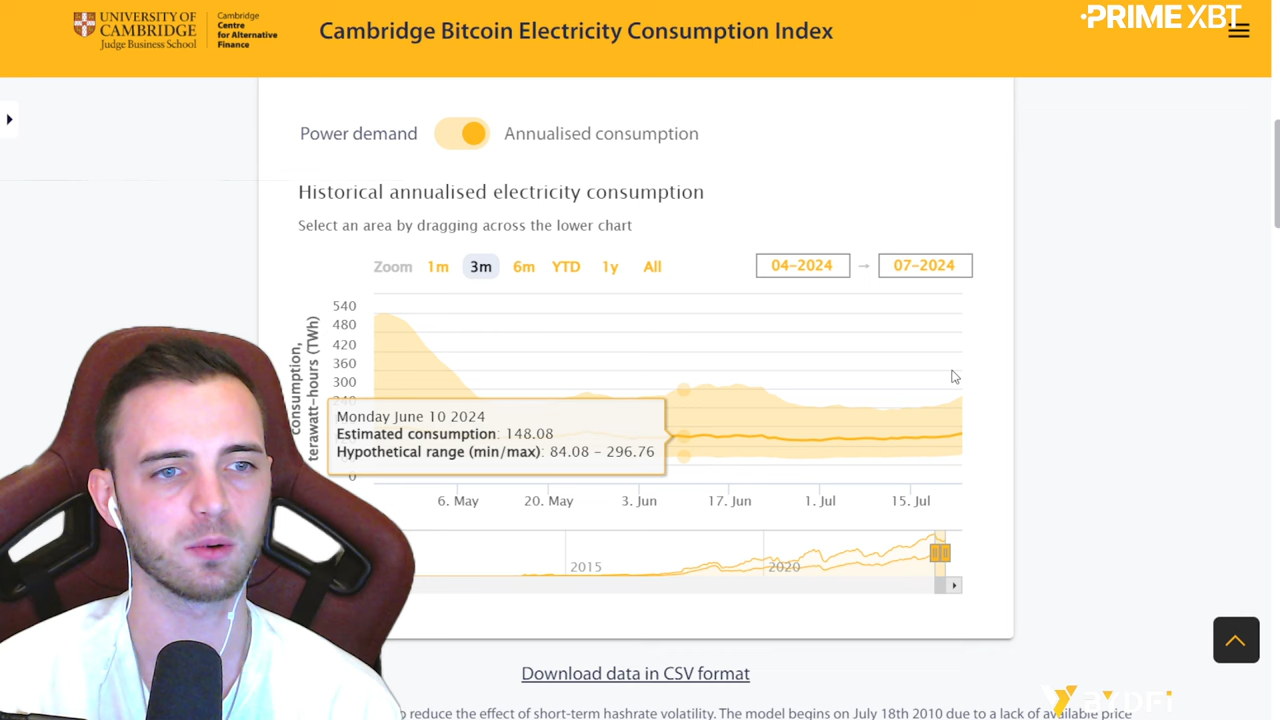 UNIVERSITY OF
CAMBRIDGE
Judge Business School
Cambridge
Centre
for Alternative
Finance
Cambridge Bitcoin Electricity Consumption Index
PRIME XBT
Power demand
Annualised consumption
Historical annualised electricity consumption
Select an area by dragging across the lower chart
Zoom 1m 3m 6m YTD 1y All
04-2024 → 07-2024
540
480
420
360
300
240
0
consumption,
terawatt-hours (TWh)
Monday June 10 2024
Estimated consumption: 148.08
Hypothetical range (min/max): 84.08 – 296.76
6. May 20. May 3. Jun 17. Jun 1. Jul 15. Jul
2015 2020
Download data in CSV format
reduce the effect of short-term hashrate volatility. The model begins on July 18th 2010 due to a lack of available price